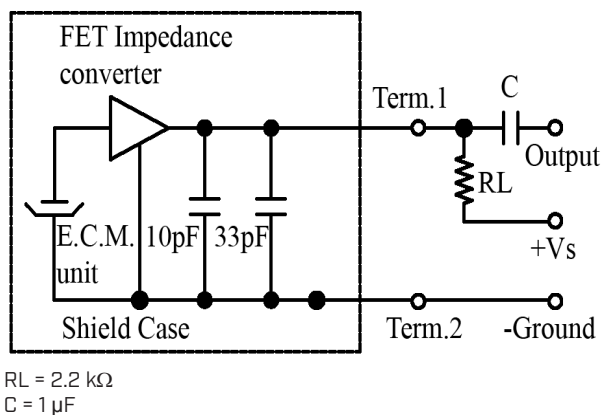 FET Impedance
converter
Term.1
C
Output
RL
+Vs
E.C.M. 10pF 33pF
unit
Shield Case
Term.2
-Ground
RL = 2.2 kΩ
C = 1 µF